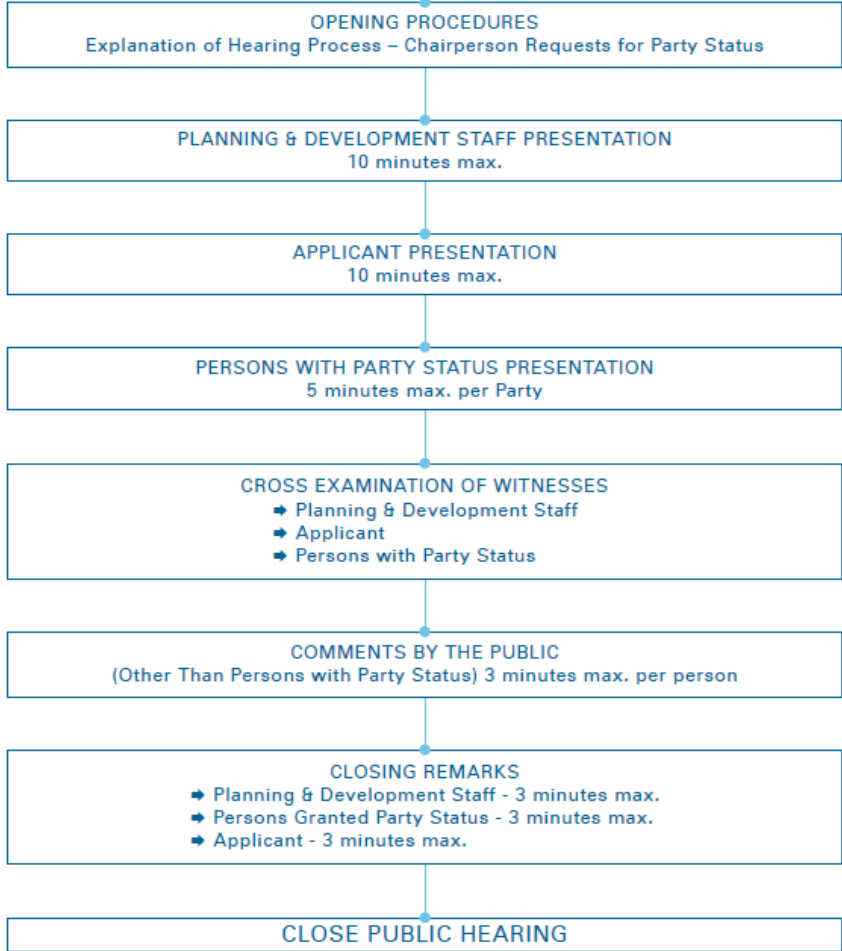 OPENING PROCEDURES
Explanation of Hearing Process – Chairperson Requests for Party Status
PLANNING & DEVELOPMENT STAFF PRESENTATION
10 minutes max.
APPLICANT PRESENTATION
10 minutes max.
PERSONS WITH PARTY STATUS PRESENTATION
5 minutes max. per Party
CROSS EXAMINATION OF WITNESSES
➡ Planning & Development Staff
➡ Applicant
➡ Persons with Party Status
COMMENTS BY THE PUBLIC
(Other Than Persons with Party Status) 3 minutes max. per person
CLOSING REMARKS
➡ Planning & Development Staff - 3 minutes max.
➡ Persons Granted Party Status - 3 minutes max.
➡ Applicant - 3 minutes max.
CLOSE PUBLIC HEARING